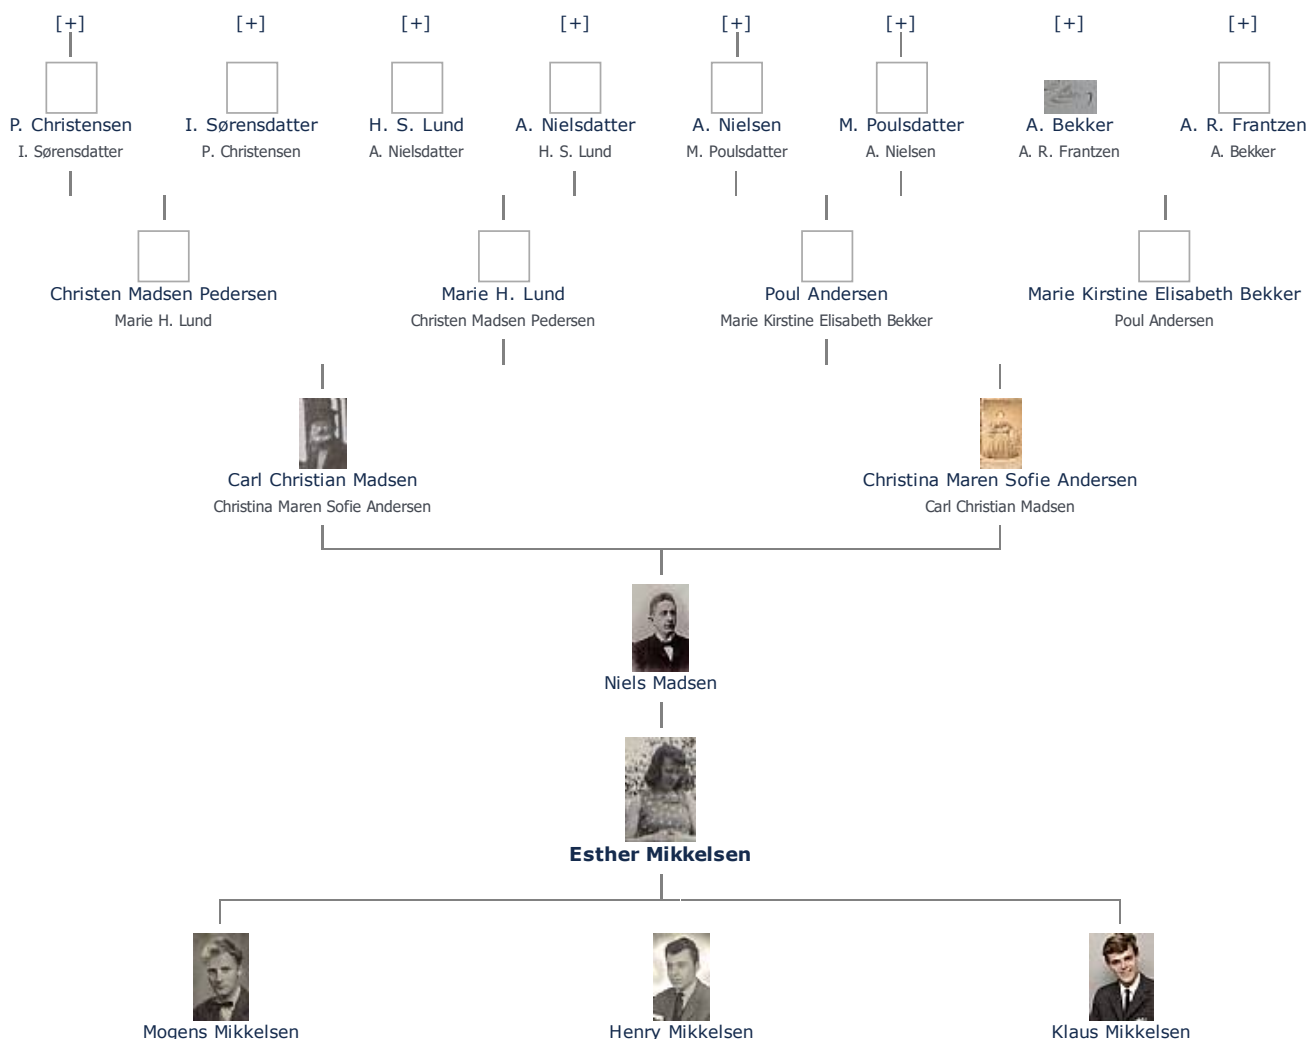 [+] [+] [+] [+] [+] [+] [+] [+]
P. Christensen I. Sørensdatter H. S. Lund A. Nielsdatter A. Nielsen M. Poulsdatter A. Bekker A. R. Frantzen
I. Sørensdatter P. Christensen A. Nielsdatter H. S. Lund M. Poulsdatter A. Nielsen A. R. Frantzen A. Bekker
Christen Madsen Pedersen Marie H. Lund Poul Andersen Marie Kirstine Elisabeth Bekker
Marie H. Lund Christen Madsen Pedersen Marie Kirstine Elisabeth Bekker Poul Andersen
Carl Christian Madsen Christina Maren Sofie Andersen
Christina Maren Sofie Andersen Carl Christian Madsen
Niels Madsen
Esther Mikkelsen
Mogens Mikkelsen Henry Mikkelsen Klaus Mikkelsen